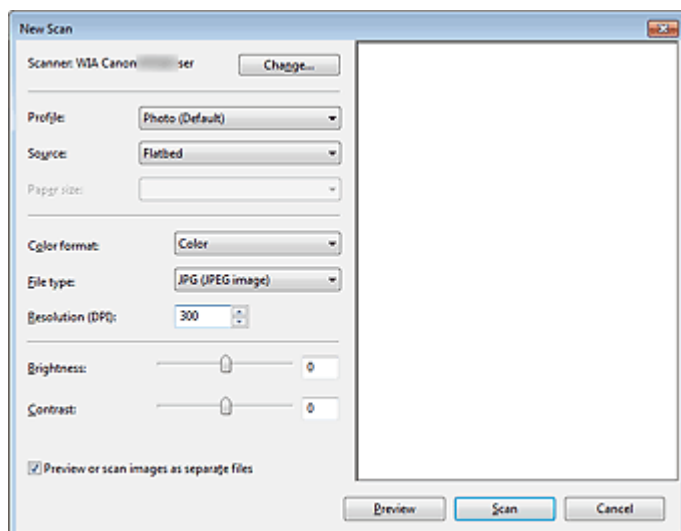 New Scan
Scanner: WIA Canon ser Change...
Profile: Photo (Default)
Source: Flatbed
Paper size:
Color format: Color
File type: JPG (JPEG image)
Resolution (DPI): 300
Brightness: 0
Contrast: 0
Preview or scan images as separate files
Preview Scan Cancel